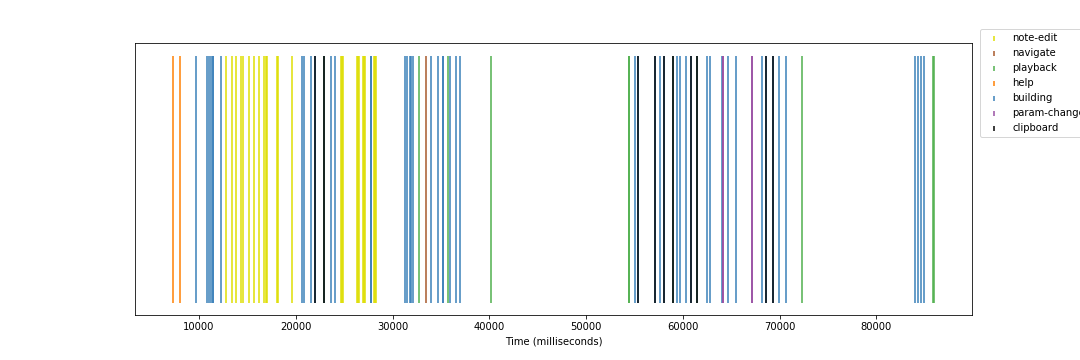 note-edit
navigate
playback
help
building
param-change
clipboard
10000 20000 30000 40000 50000 60000 70000 80000
Time (milliseconds)